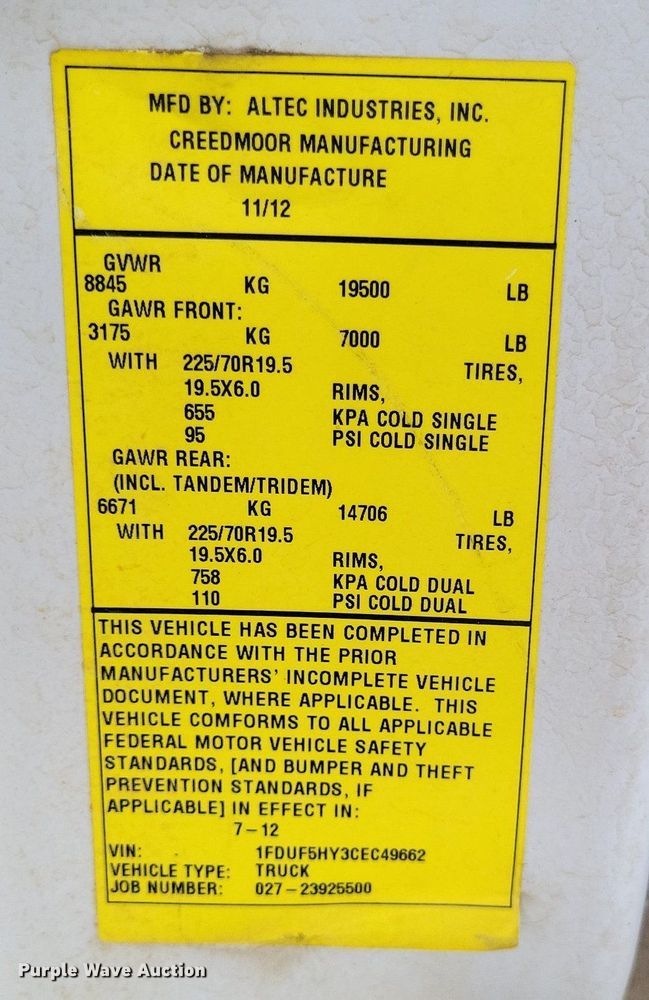 MFD BY: ALTEC INDUSTRIES, INC.
CREEDMOOR MANUFACTURING
DATE OF MANUFACTURE
11/12
GVWR
8845 KG 19500 LB
GAWR FRONT:
3175 KG 7000 LB
WITH 225/70R19.5 TIRES,
19.5X6.0 RIMS,
655 KPA COLD SINGLE
95 PSI COLD SINGLE
GAWR REAR:
(INCL. TANDEM/TRIDEM)
6671 KG 14706 LB
WITH 225/70R19.5 TIRES,
19.5X6.0 RIMS,
758 KPA COLD DUAL
110 PSI COLD DUAL
THIS VEHICLE HAS BEEN COMPLETED IN
ACCORDANCE WITH THE PRIOR
MANUFACTURERS' INCOMPLETE VEHICLE
DOCUMENT, WHERE APPLICABLE. THIS
VEHICLE COMFORMS TO ALL APPLICABLE
FEDERAL MOTOR VEHICLE SAFETY
STANDARDS, [AND BUMPER AND THEFT
PREVENTION STANDARDS, IF
APPLICABLE] IN EFFECT IN:
7-12
VIN: 1FDUF5HY3CEC49662
VEHICLE TYPE: TRUCK
JOB NUMBER: 027-23925500
Purple Wave Auction